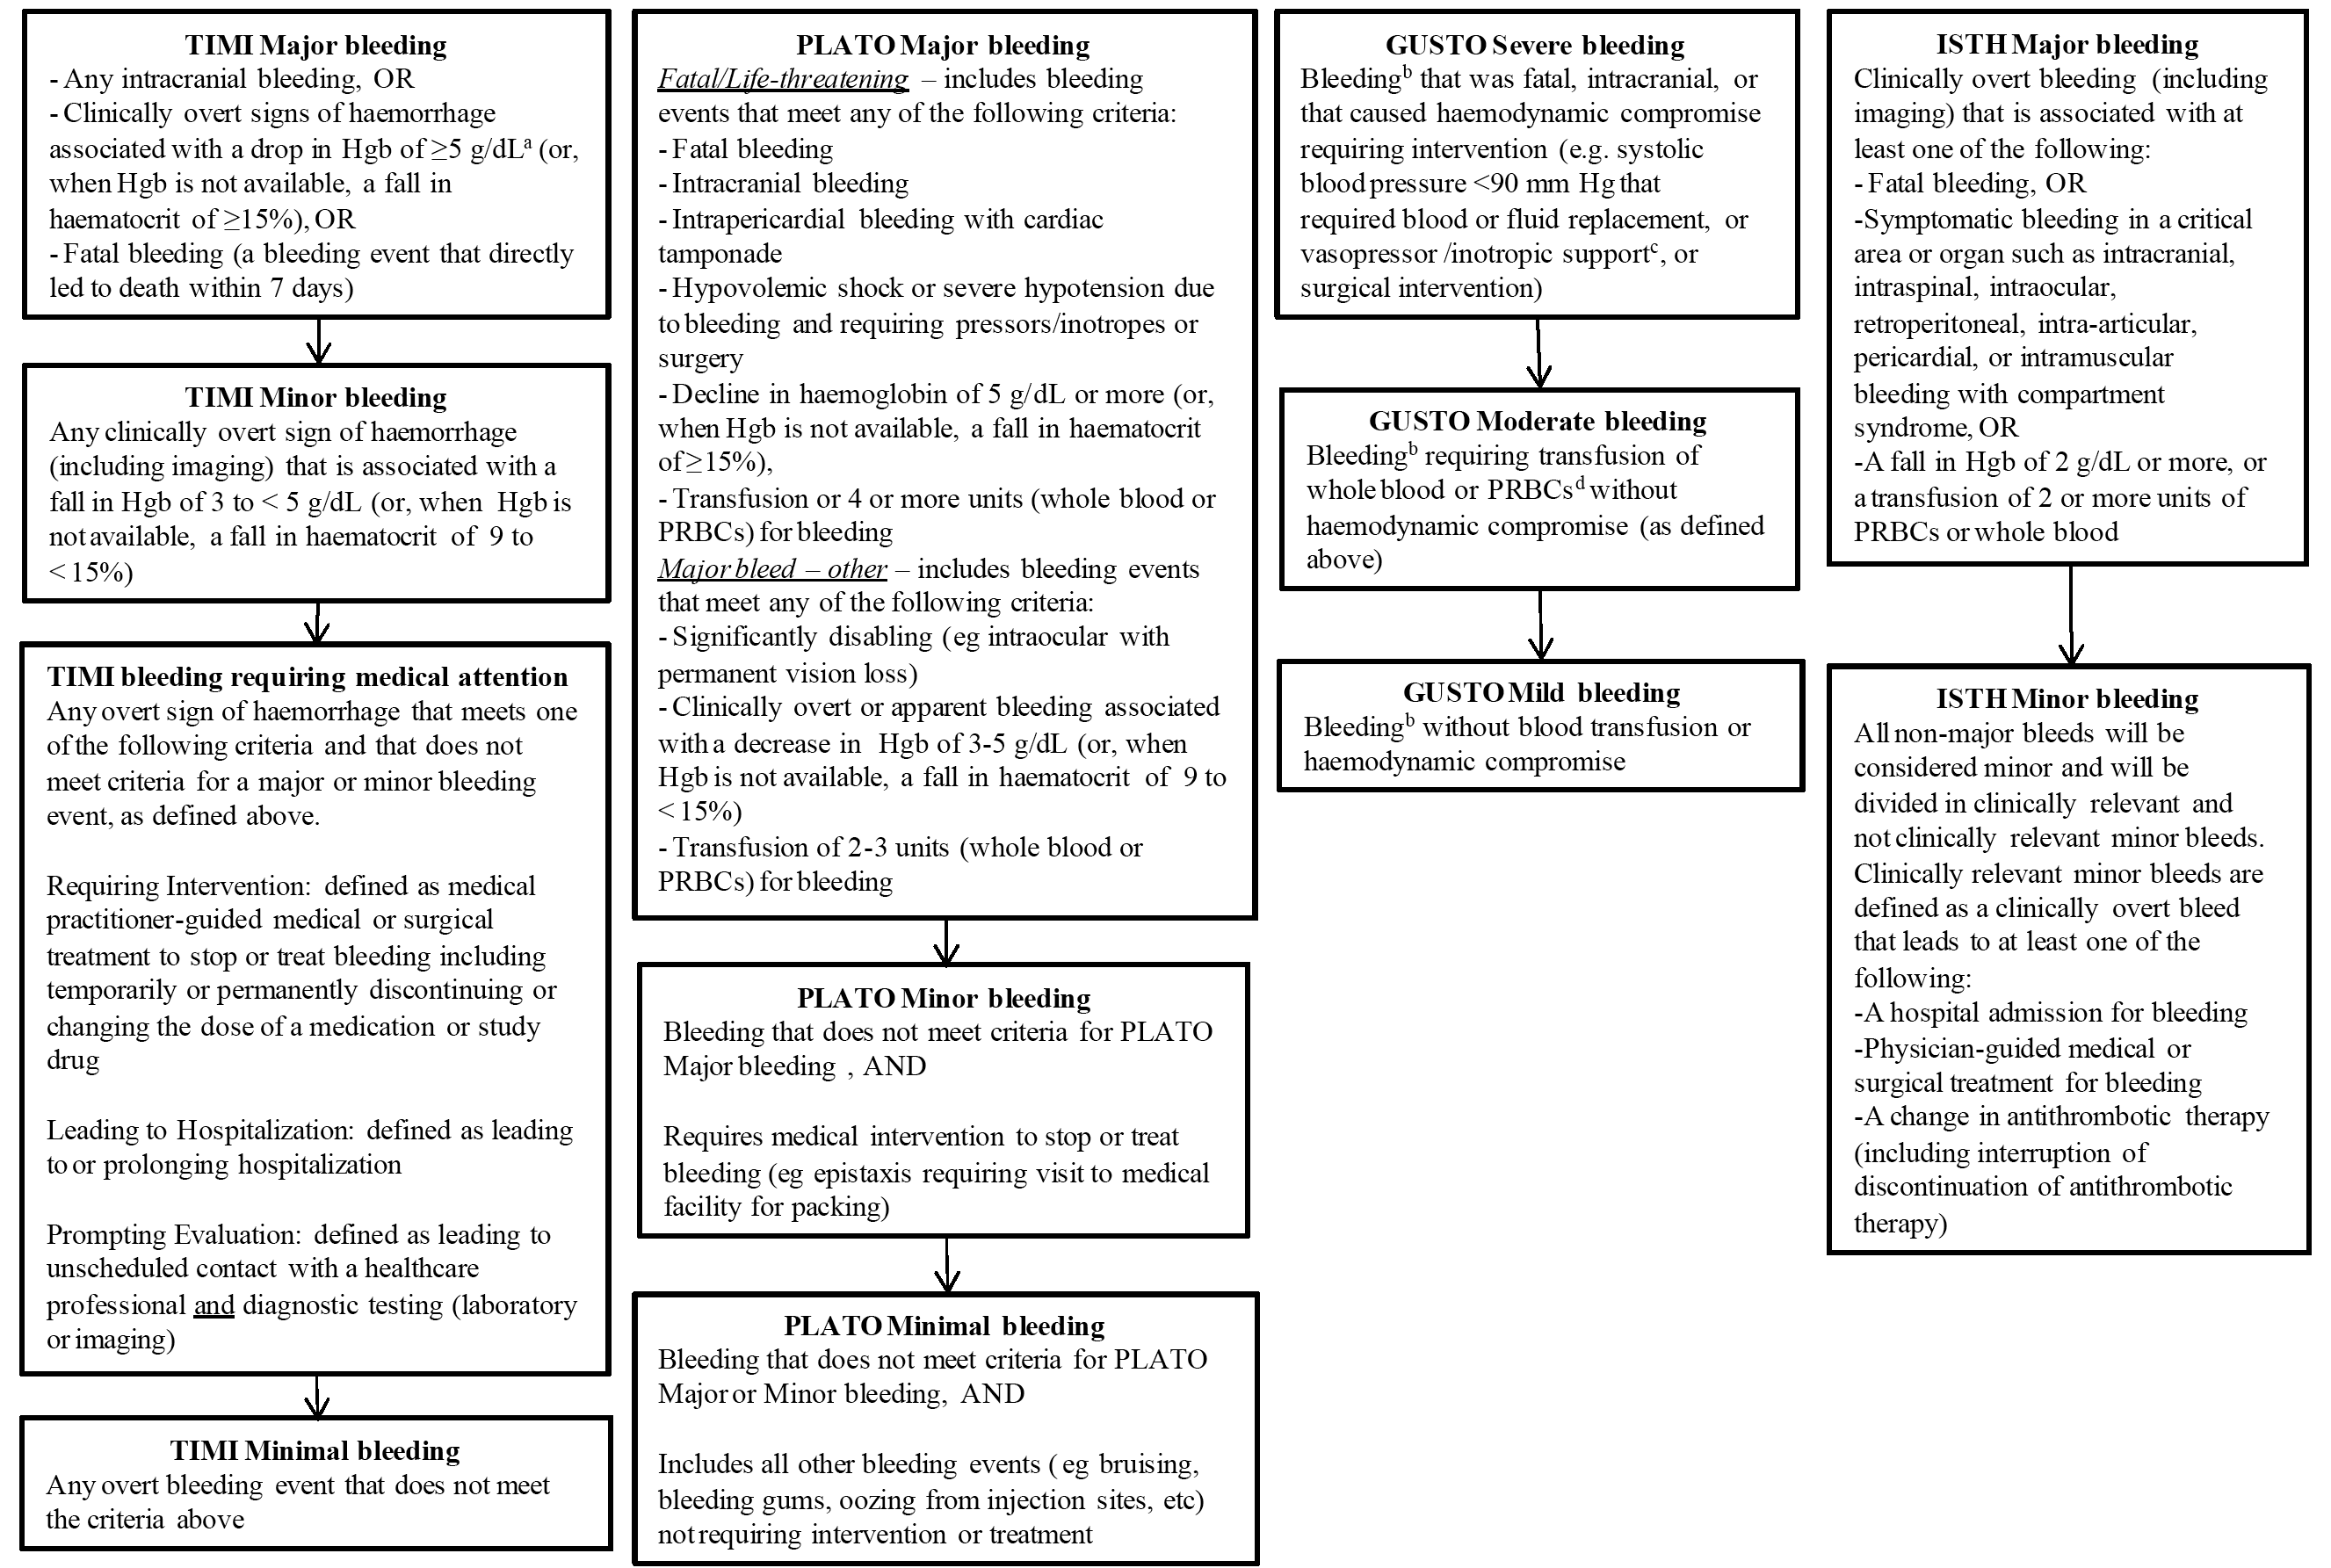 TIMI Major bleeding
- Any intracranial bleeding, OR
- Clinically overt signs of haemorrhage
associated with a drop in Hgb of ≥5 g/dLᵃ (or,
when Hgb is not available, a fall in
haematocrit of ≥15%), OR
- Fatal bleeding (a bleeding event that directly
led to death within 7 days)
TIMI Minor bleeding
Any clinically overt sign of haemorrhage
(including imaging) that is associated with a
fall in Hgb of 3 to < 5 g/dL (or, when Hgb is
not available, a fall in haematocrit of 9 to
< 15%)
TIMI bleeding requiring medical attention
Any overt sign of haemorrhage that meets one
of the following criteria and that does not
meet criteria for a major or minor bleeding
event, as defined above.
Requiring Intervention: defined as medical
practitioner-guided medical or surgical
treatment to stop or treat bleeding including
temporarily or permanently discontinuing or
changing the dose of a medication or study
drug
Leading to Hospitalization: defined as leading
to or prolonging hospitalization
Prompting Evaluation: defined as leading to
unscheduled contact with a healthcare
professional and diagnostic testing (laboratory
or imaging)
TIMI Minimal bleeding
Any overt bleeding event that does not meet
the criteria above
PLATO Major bleeding
Fatal/Life-threatening – includes bleeding
events that meet any of the following criteria:
- Fatal bleeding
- Intracranial bleeding
- Intrapericardial bleeding with cardiac
tamponade
- Hypovolemic shock or severe hypotension due
to bleeding and requiring pressors/inotropes or
surgery
- Decline in haemoglobin of 5 g/dL or more (or,
when Hgb is not available, a fall in haematocrit
of ≥15%),
- Transfusion or 4 or more units (whole blood or
PRBCs) for bleeding
Major bleed – other – includes bleeding events
that meet any of the following criteria:
- Significantly disabling (eg intraocular with
permanent vision loss)
- Clinically overt or apparent bleeding associated
with a decrease in Hgb of 3-5 g/dL (or, when
Hgb is not available, a fall in haematocrit of 9 to
< 15%)
- Transfusion of 2-3 units (whole blood or
PRBCs) for bleeding
PLATO Minor bleeding
Bleeding that does not meet criteria for PLATO
Major bleeding , AND
Requires medical intervention to stop or treat
bleeding (eg epistaxis requiring visit to medical
facility for packing)
PLATO Minimal bleeding
Bleeding that does not meet criteria for PLATO
Major or Minor bleeding, AND
Includes all other bleeding events ( eg bruising,
bleeding gums, oozing from injection sites, etc)
not requiring intervention or treatment
GUSTO Severe bleeding
Bleedingᵇ that was fatal, intracranial, or
that caused haemodynamic compromise
requiring intervention (e.g. systolic
blood pressure <90 mm Hg that
required blood or fluid replacement, or
vasopressor /inotropic supportᶜ, or
surgical intervention)
GUSTO Moderate bleeding
Bleedingᵇ requiring transfusion of
whole blood or PRBCsᵈ without
haemodynamic compromise (as defined
above)
GUSTO Mild bleeding
Bleedingᵇ without blood transfusion or
haemodynamic compromise
ISTH Major bleeding
Clinically overt bleeding (including
imaging) that is associated with at
least one of the following:
- Fatal bleeding, OR
-Symptomatic bleeding in a critical
area or organ such as intracranial,
intraspinal, intraocular,
retroperitoneal, intra-articular,
pericardial, or intramuscular
bleeding with compartment
syndrome, OR
-A fall in Hgb of 2 g/dL or more, or
a transfusion of 2 or more units of
PRBCs or whole blood
ISTH Minor bleeding
All non-major bleeds will be
considered minor and will be
divided in clinically relevant and
not clinically relevant minor bleeds.
Clinically relevant minor bleeds are
defined as a clinically overt bleed
that leads to at least one of the
following:
-A hospital admission for bleeding
-Physician-guided medical or
surgical treatment for bleeding
-A change in antithrombotic therapy
(including interruption of
discontinuation of antithrombotic
therapy)